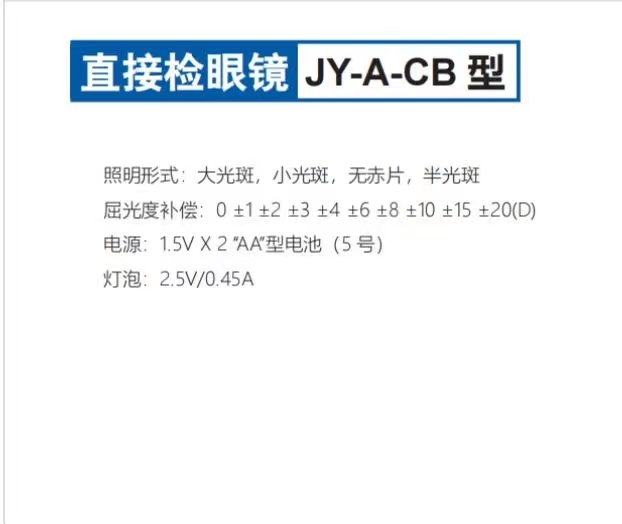 直接检眼镜 JY-A-CB 型
照明形式：大光斑，小光斑，无赤片，半光斑
屈光度补偿：0 ±1 ±2 ±3 ±4 ±6 ±8 ±10 ±15 ±20(D)
电源：1.5V X 2 “AA”型电池（5 号）
灯泡：2.5V/0.45A